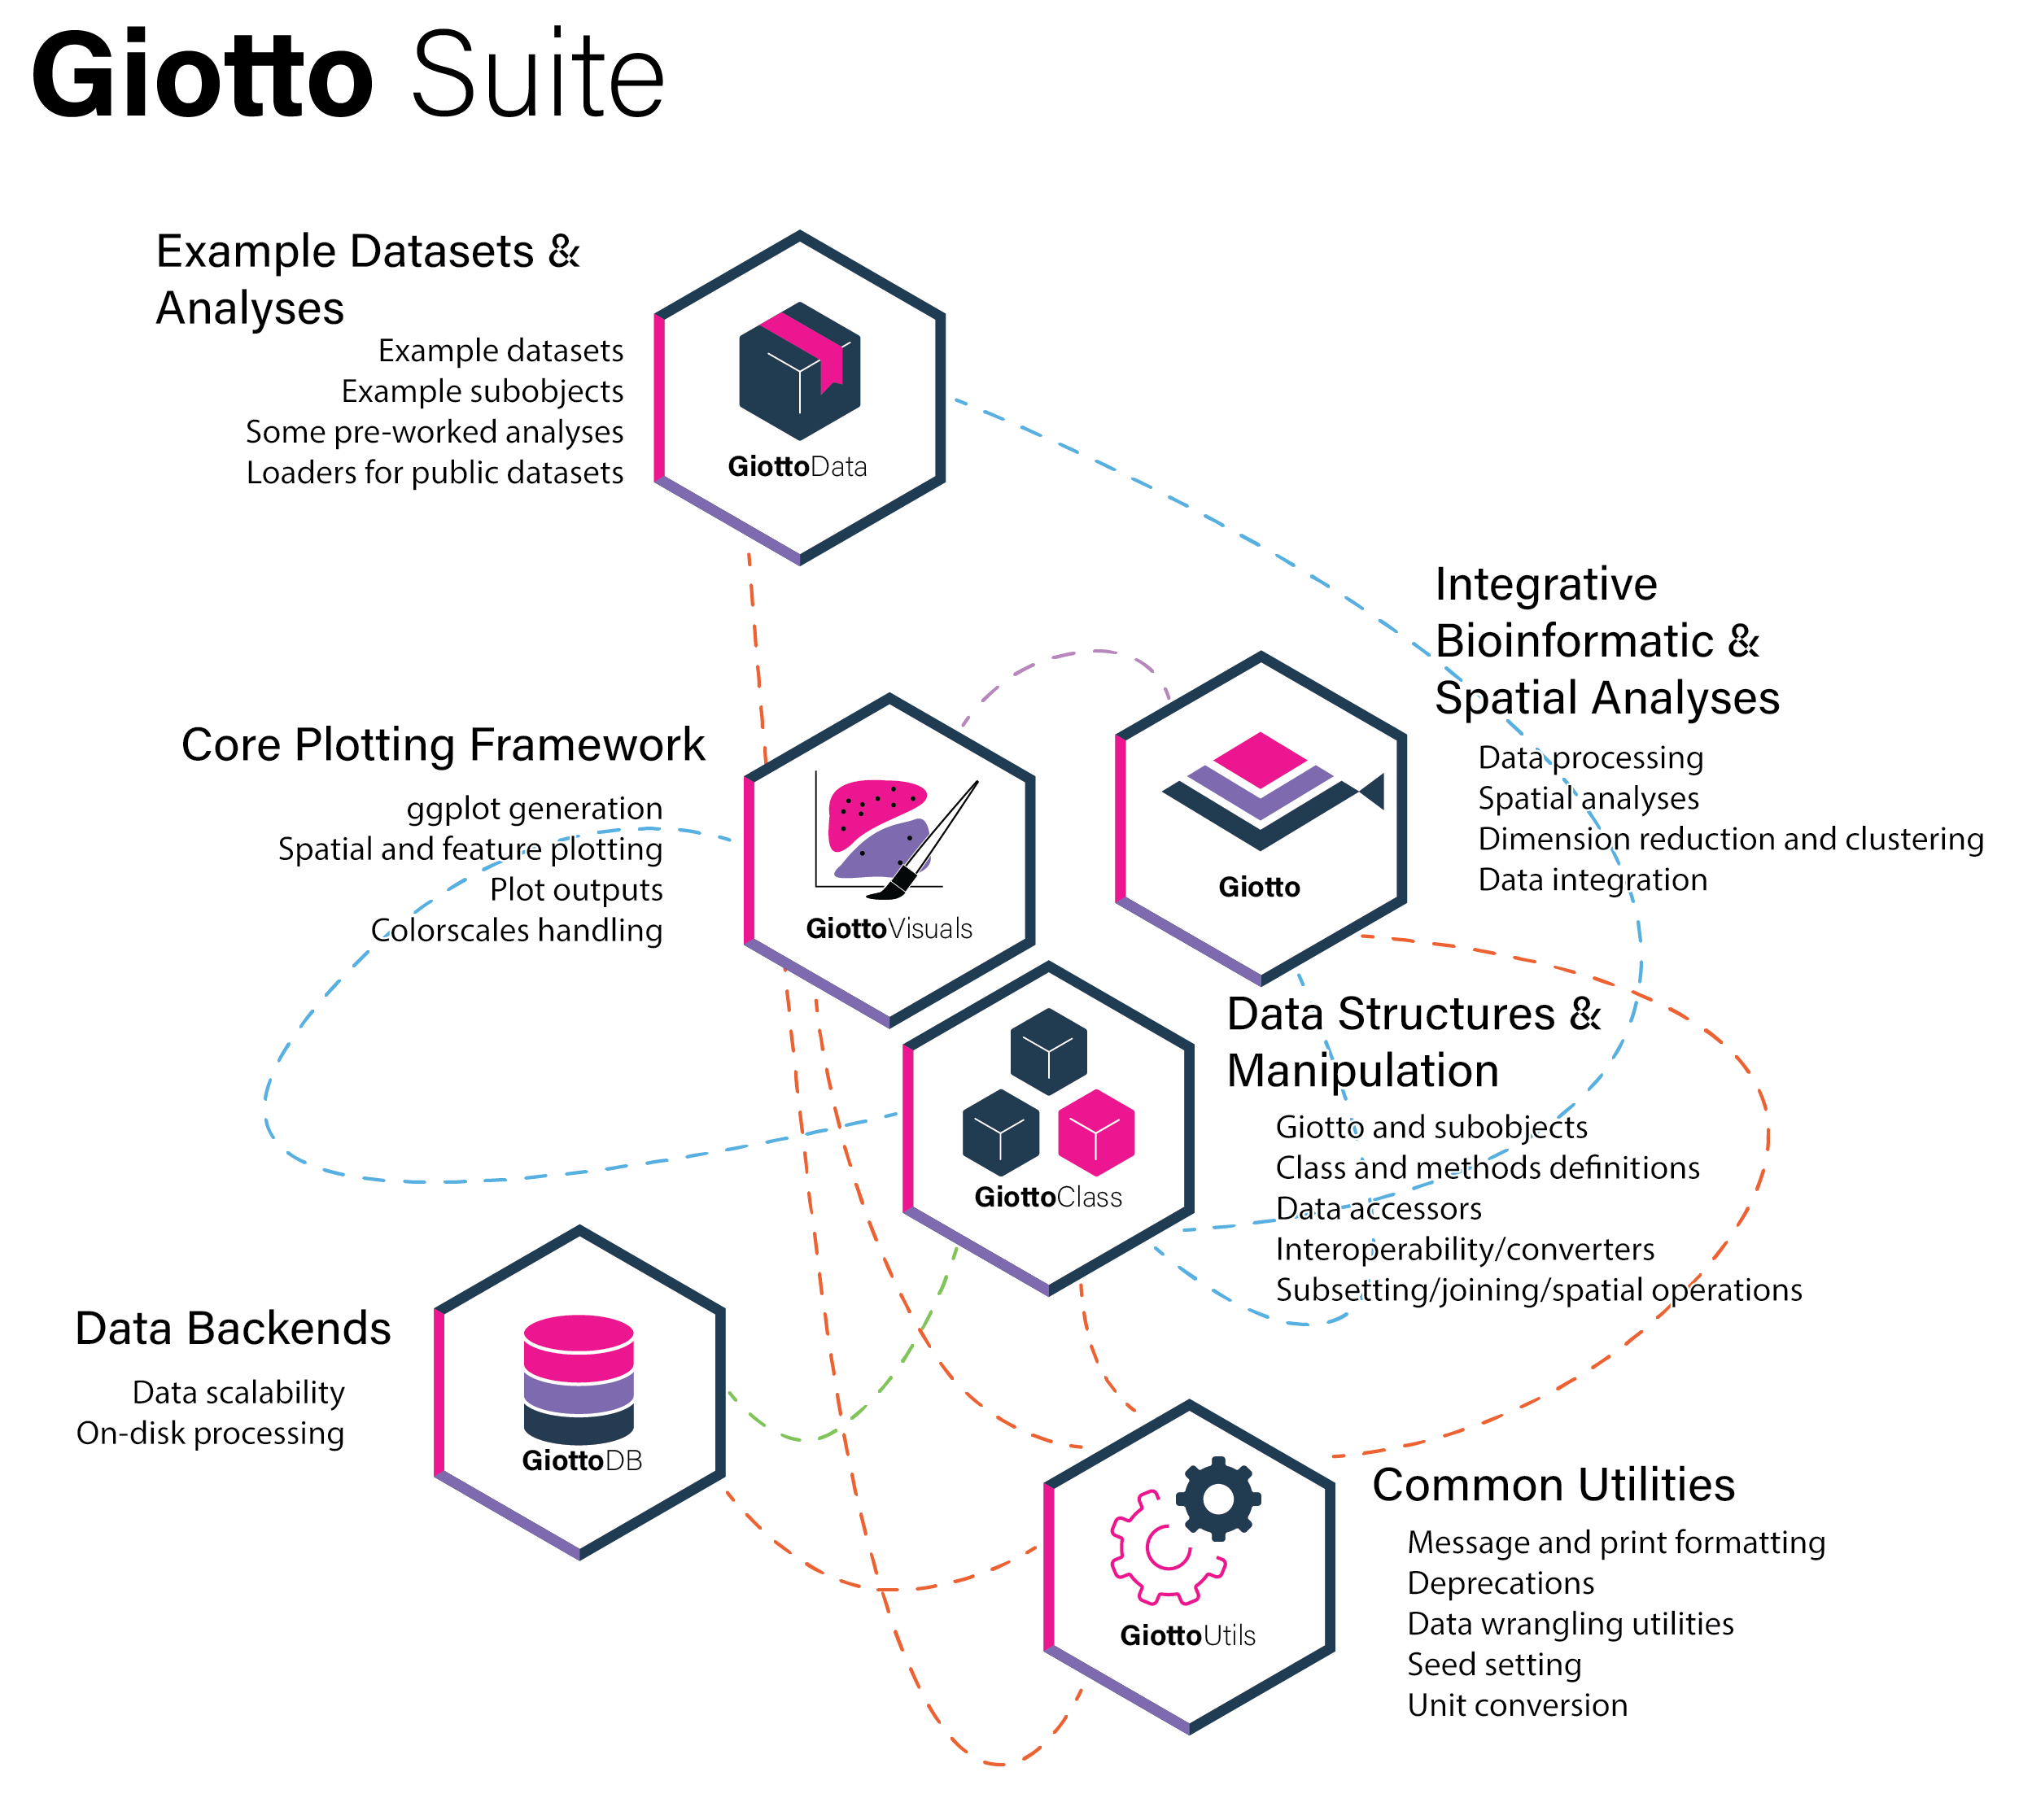 Giotto Suite
Example Datasets &
Analyses
Example datasets
Example subobjects
Some pre-worked analyses
Loaders for public datasets
GiottoData
Integrative
Bioinformatic &
Spatial Analyses
Data processing
Spatial analyses
Dimension reduction and clustering
Data integration
Giotto
Core Plotting Framework
ggplot generation
Spatial and feature plotting
Plot outputs
Colorscales handling
GiottoVisuals
Data Structures &
Manipulation
Giotto and subobjects
Class and methods definitions
Data accessors
Interoperability/converters
Subsetting/joining/spatial operations
GiottoClass
Data Backends
Data scalability
On-disk processing
GiottoDB
Common Utilities
Message and print formatting
Deprecations
Data wrangling utilities
Seed setting
Unit conversion
GiottoUtils